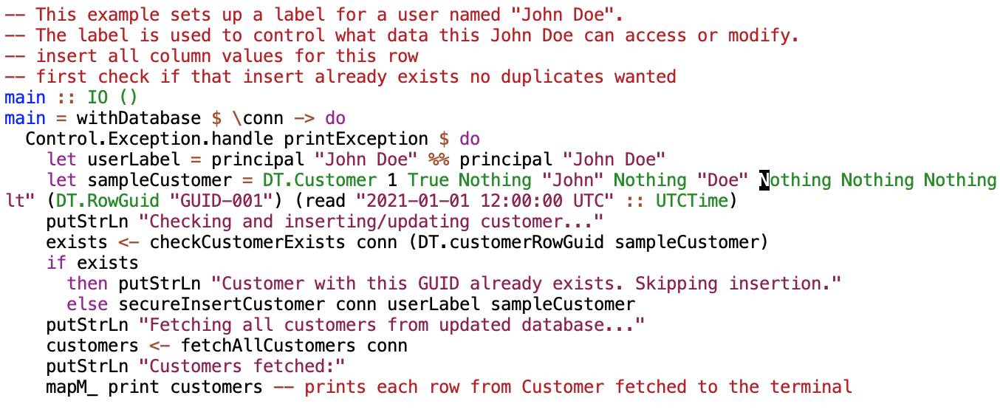 -- This example sets up a label for a user named "John Doe".
-- The label is used to control what data this John Doe can access or modify.
-- insert all column values for this row
-- first check if that insert already exists no duplicates wanted
main :: IO ()
main = withDatabase $ \conn -> do
  Control.Exception.handle printException $ do
    let userLabel = principal "John Doe" %% principal "John Doe"
    let sampleCustomer = DT.Customer 1 True Nothing "John" Nothing "Doe" Nothing Nothing Nothing
lt" (DT.RowGuid "GUID-001") (read "2021-01-01 12:00:00 UTC" :: UTCTime)
    putStrLn "Checking and inserting/updating customer..."
    exists <- checkCustomerExists conn (DT.customerRowGuid sampleCustomer)
    if exists
      then putStrLn "Customer with this GUID already exists. Skipping insertion."
      else secureInsertCustomer conn userLabel sampleCustomer
    putStrLn "Fetching all customers from updated database..."
    customers <- fetchAllCustomers conn
    putStrLn "Customers fetched:"
    mapM_ print customers -- prints each row from Customer fetched to the terminal